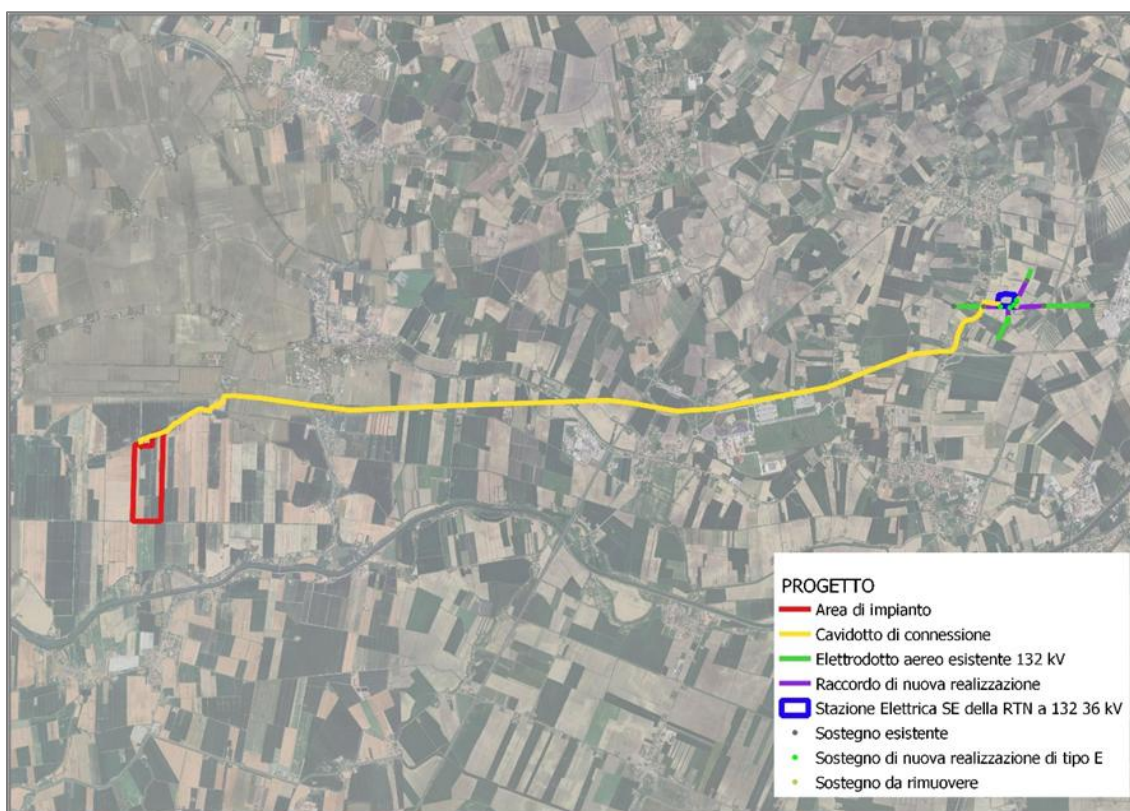 PROGETTO
Area di impianto
Cavidotto di connessione
Elettrodotto aereo esistente 132 kV
Raccordo di nuova realizzazione
Stazione Elettrica SE della RTN a 132 36 kV
Sostegno esistente
Sostegno di nuova realizzazione di tipo E
Sostegno da rimuovere